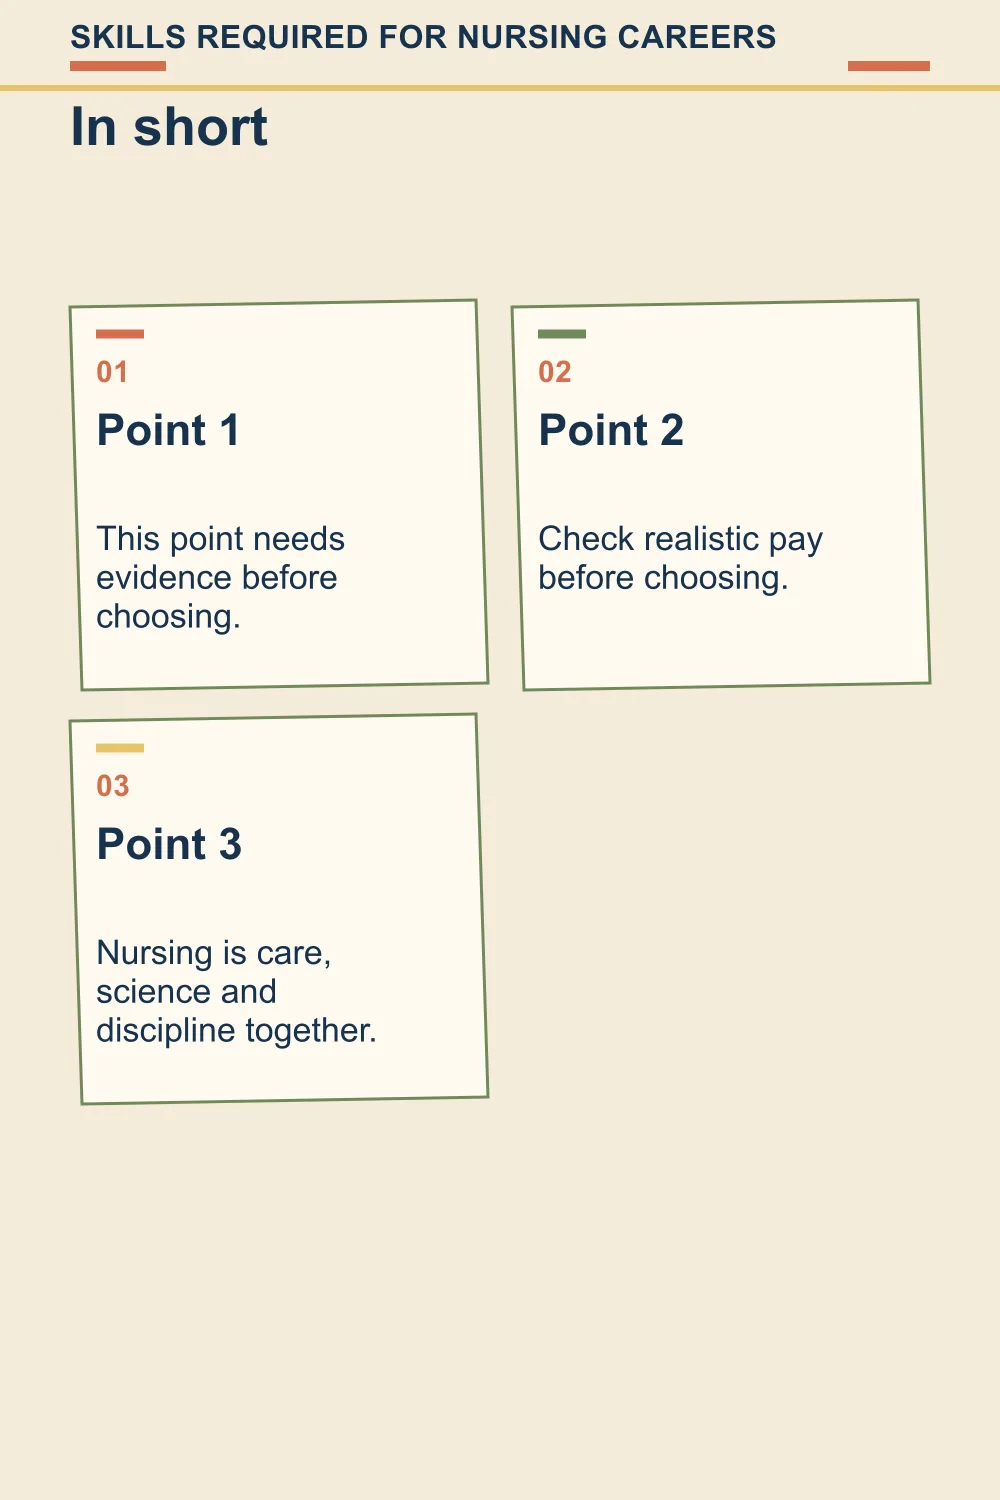 SKILLS REQUIRED FOR NURSING CAREERS
In short
01
Point 1
This point needs
evidence before
choosing.
02
Point 2
Check realistic pay
before choosing.
03
Point 3
Nursing is care,
science and
discipline together.